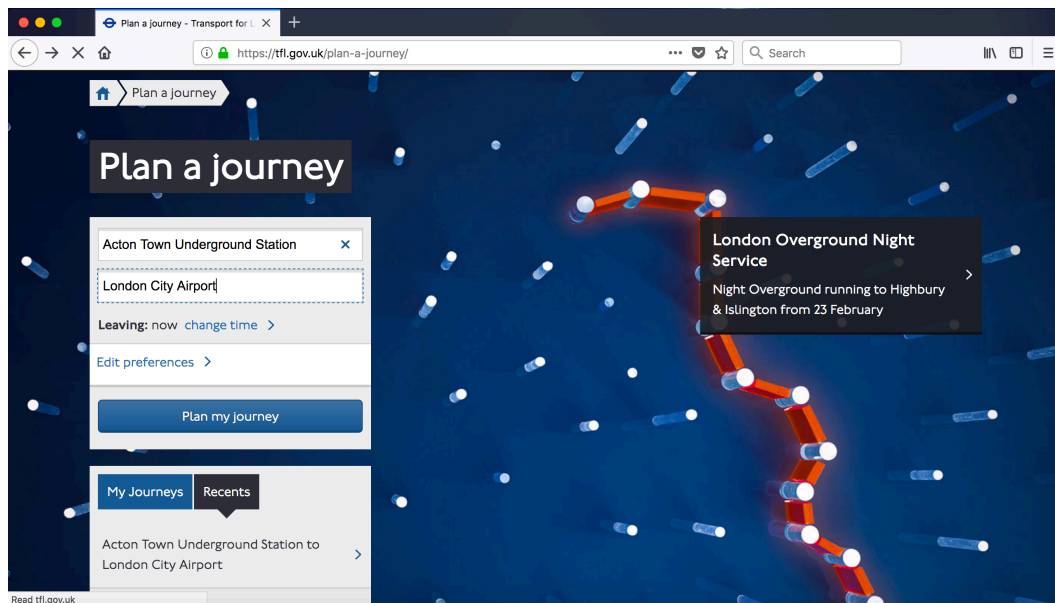 Plan a journey - Transport for L
https://tfl.gov.uk/plan-a-journey/
Search
Plan a journey
Plan a journey
Acton Town Underground Station
London City Airport
Leaving: now change time
Edit preferences
Plan my journey
My Journeys Recents
Acton Town Underground Station to
London City Airport
London Overground Night
Service
Night Overground running to Highbury
& Islington from 23 February
Read tfl.gov.uk